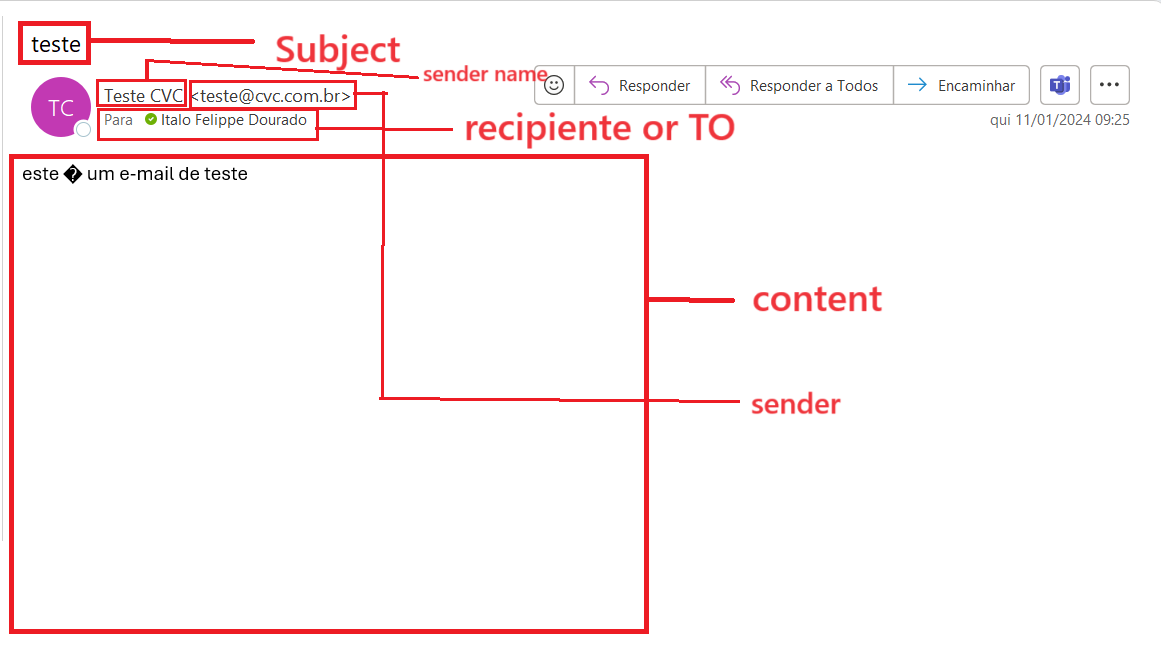 teste
Subject
sender name
TC
Teste CVC <teste@cvc.com.br>
Responder
Responder a Todos
Encaminhar
Para Italo Felippe Dourado
recipiente or TO
qui 11/01/2024 09:25
este � um e-mail de teste
content
sender